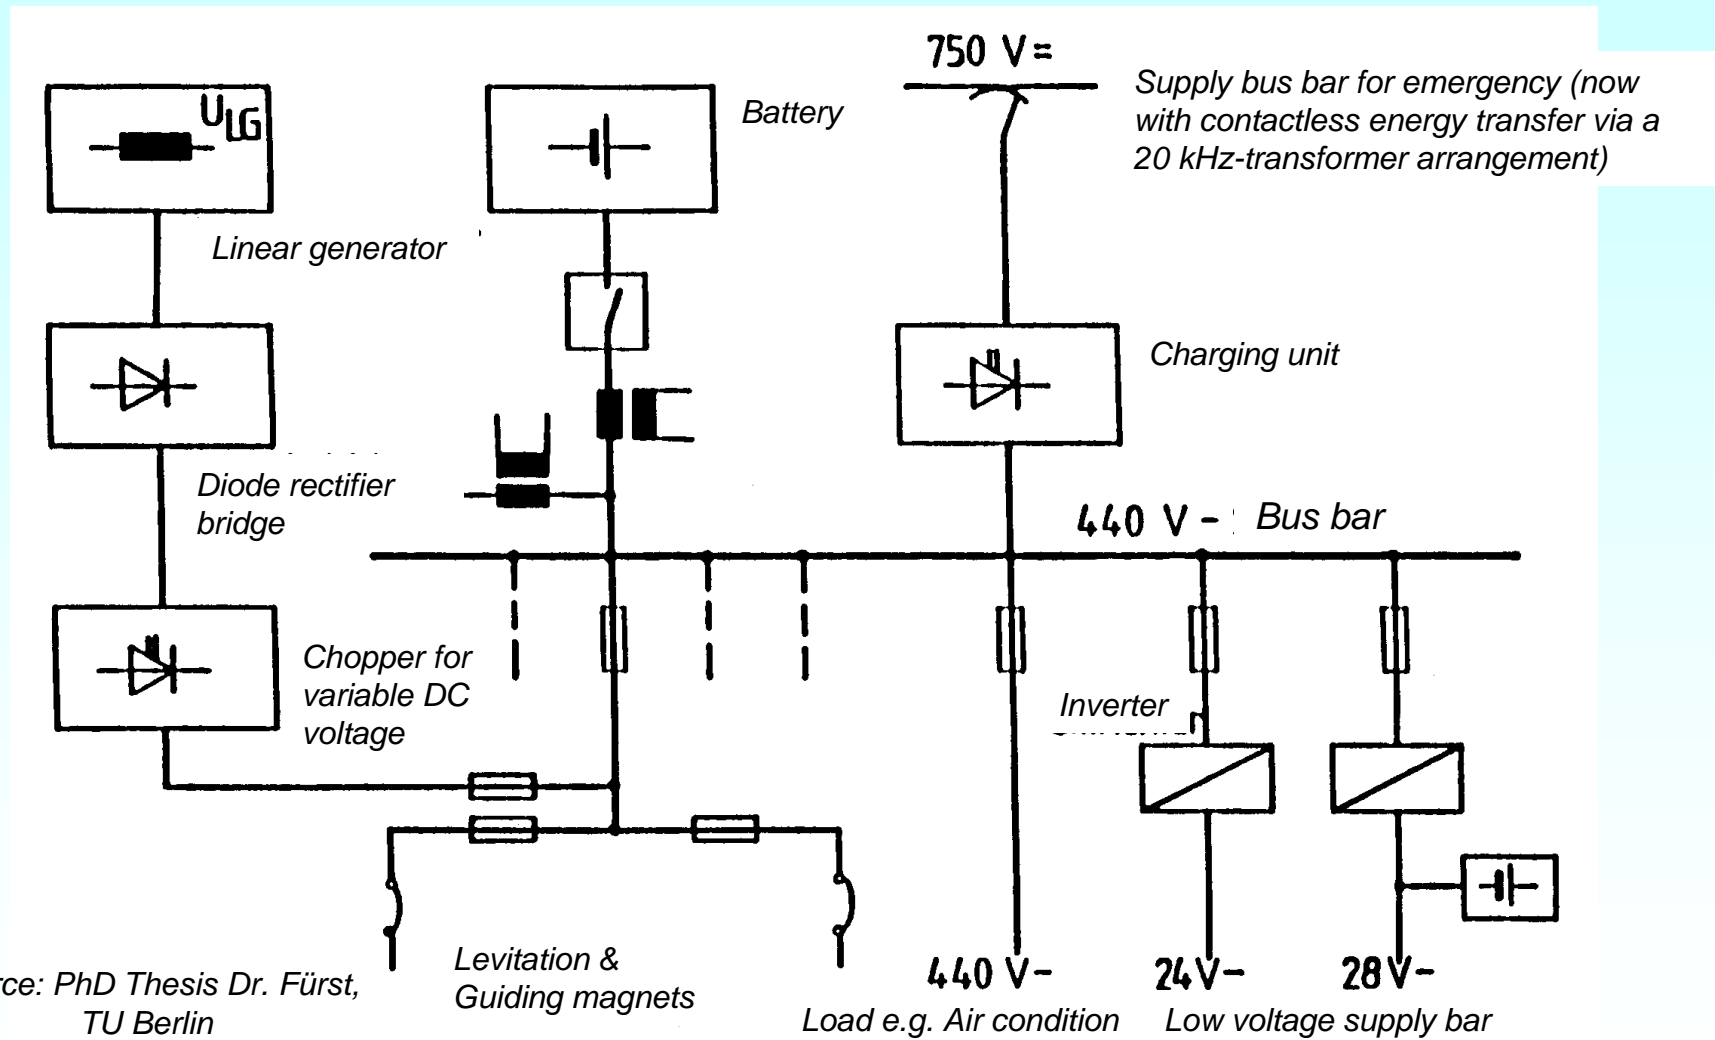 750 V=
Supply bus bar for emergency (now
with contactless energy transfer via a
20 kHz-transformer arrangement)
ULG
Battery
Linear generator
Charging unit
Diode rectifier
bridge
440 V - Bus bar
Chopper for
variable DC
voltage
Inverter
Levitation &
Guiding magnets
440 V-
24V-
28V-
Load e.g. Air condition
Low voltage supply bar
PhD Thesis Dr. Fürst,
TU Berlin